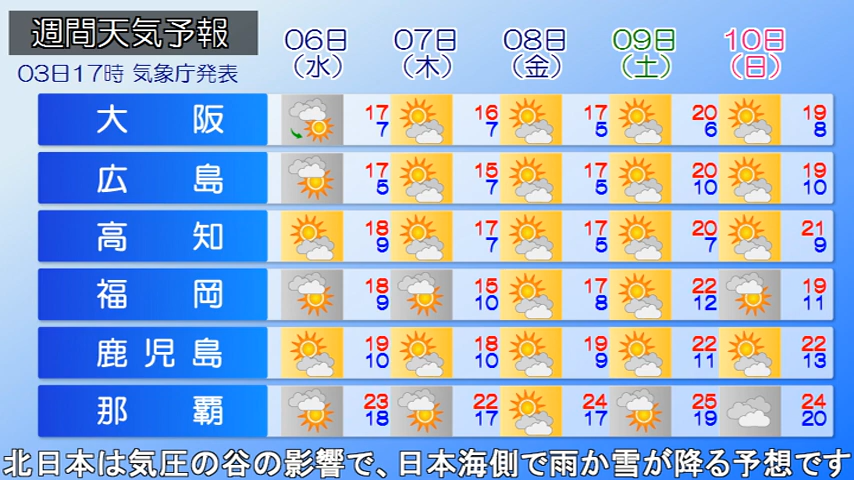 週間天気予報
03日17時 気象庁発表
06日 07日 08日 09日 10日
(水) (木) (金) (土) (日)
大阪 17 7 16 7 17 5 20 6 19 8
広島 17 5 15 7 17 5 20 10 19 10
高知 18 9 17 7 17 5 20 7 21 9
福岡 18 9 15 10 17 8 22 12 19 11
鹿児島 19 10 18 10 19 9 22 11 22 13
那覇 23 18 22 17 24 17 25 19 24 20
北日本は気圧の谷の影響で、日本海側で雨か雪が降る予想です